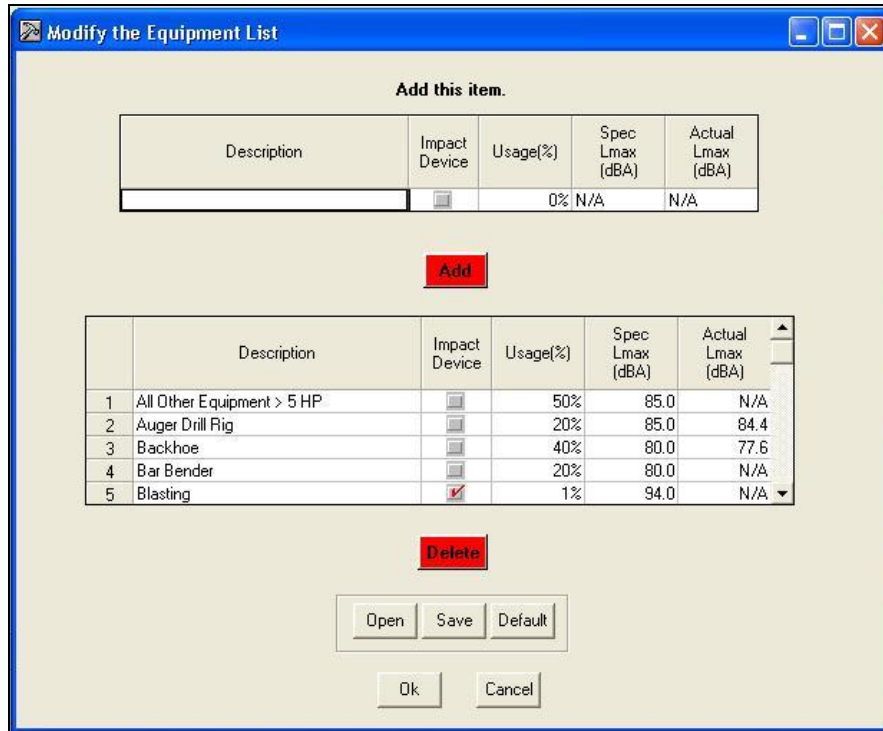 Modify the Equipment List
Add this item.
Description Impact Device Usage(%) Spec Lmax (dBA) Actual Lmax (dBA)
0% N/A N/A
Add
Description Impact Device Usage(%) Spec Lmax (dBA) Actual Lmax (dBA)
1 All Other Equipment > 5 HP 50% 85.0 N/A
2 Auger Drill Rig 20% 85.0 84.4
3 Backhoe 40% 80.0 77.6
4 Bar Bender 20% 80.0 N/A
5 Blasting 1% 94.0 N/A
Delete
Open Save Default
Ok Cancel